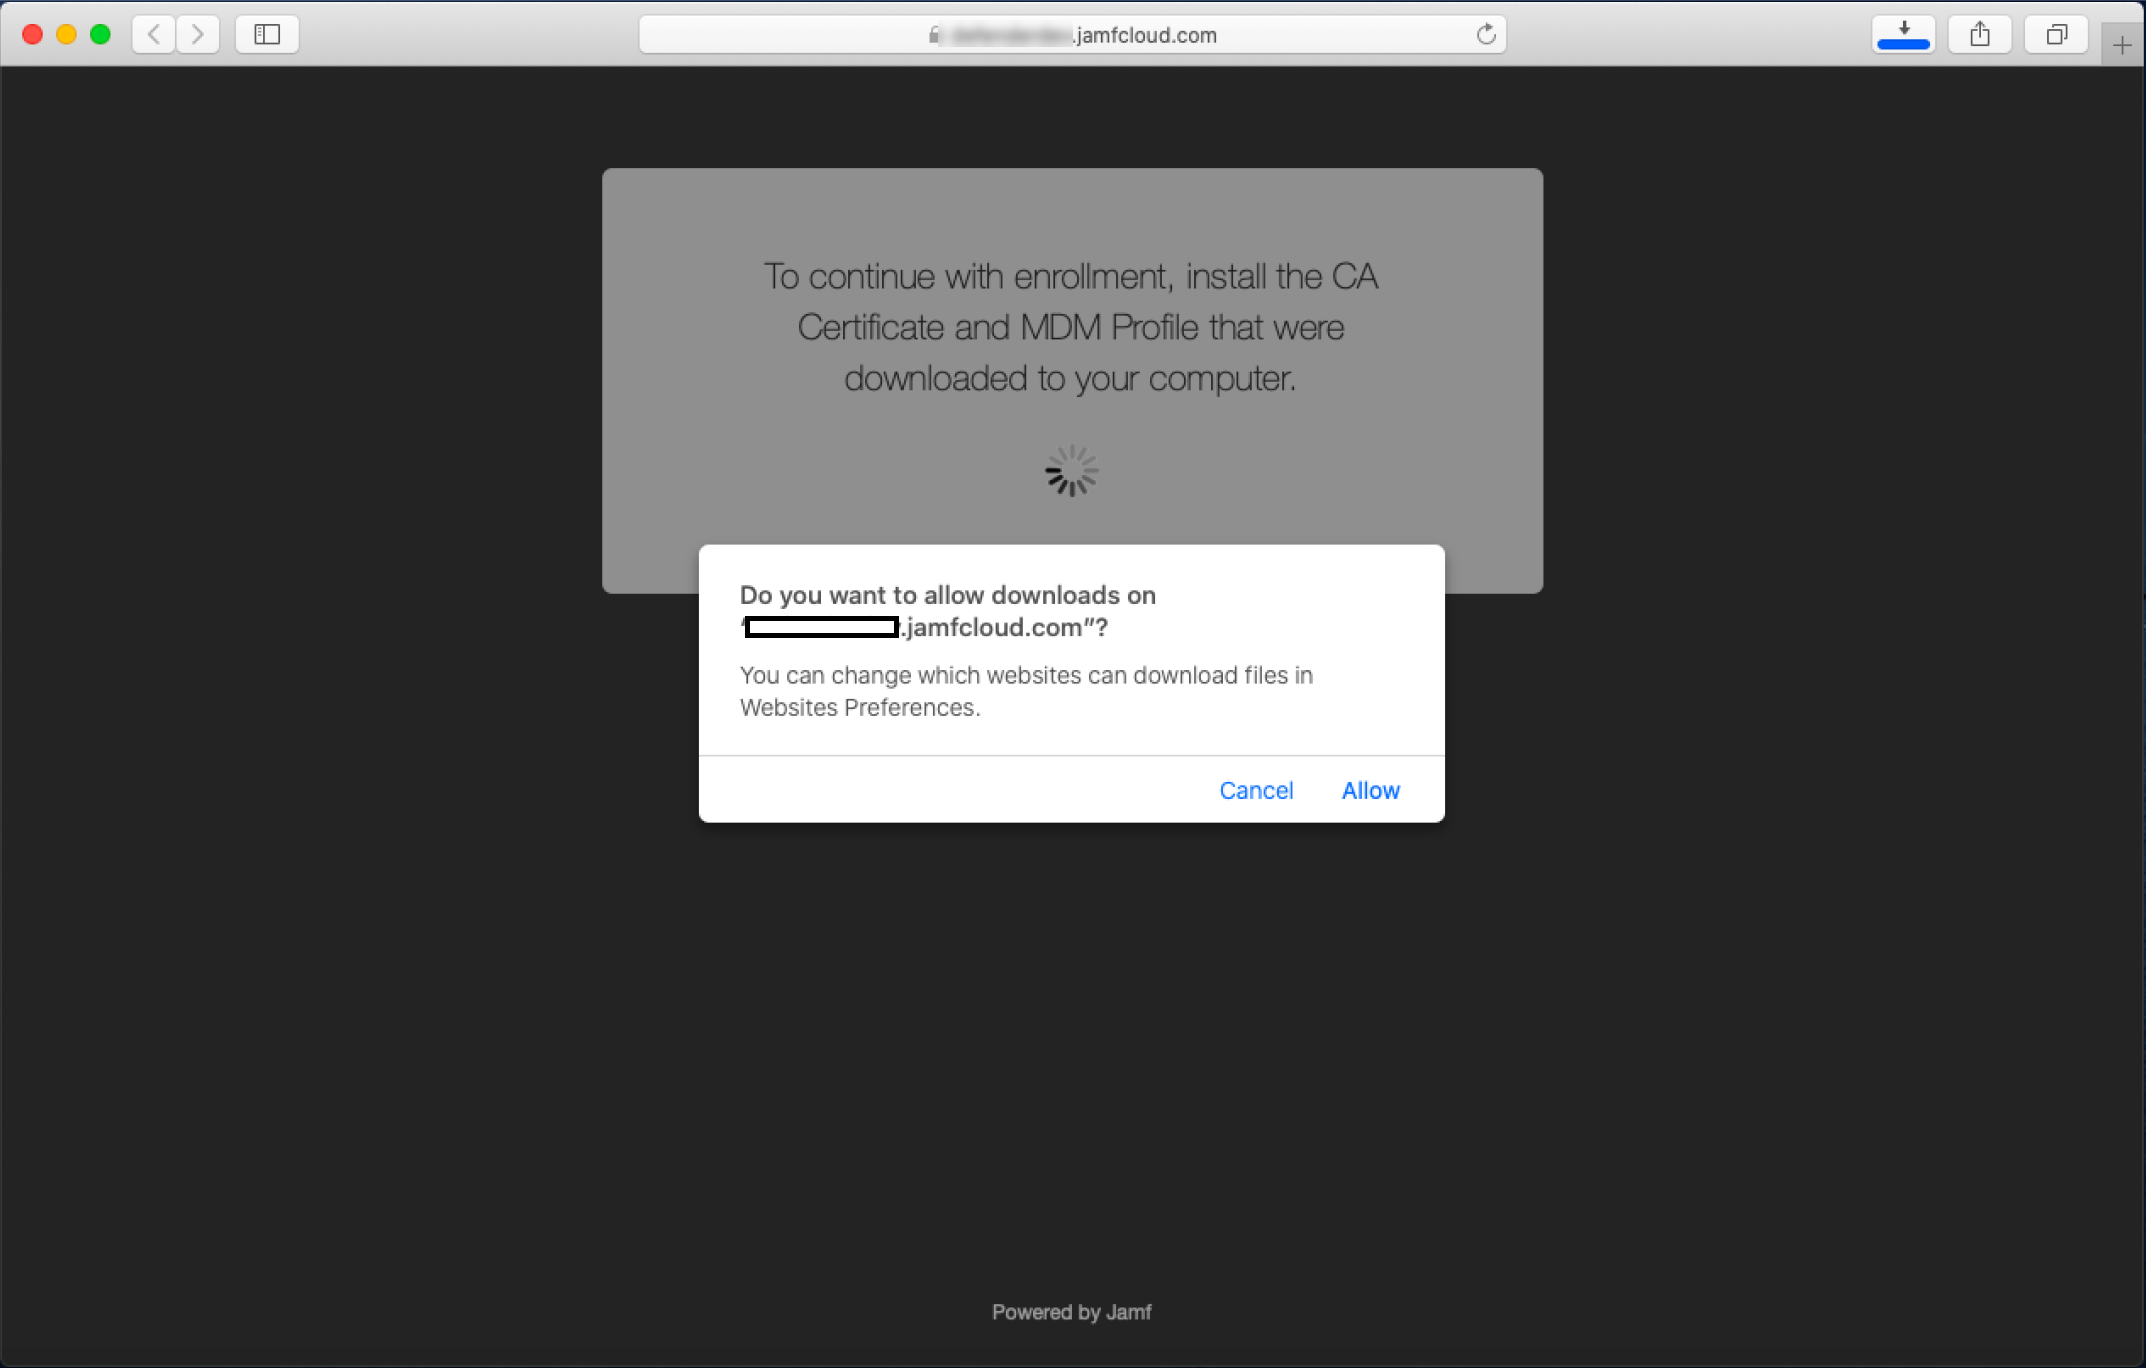 .jamfcloud.com
To continue with enrollment, install the CA
Certificate and MDM Profile that were
downloaded to your computer.
Do you want to allow downloads on
“.jamfcloud.com”?
You can change which websites can download files in
Websites Preferences.
Cancel Allow
Powered by Jamf